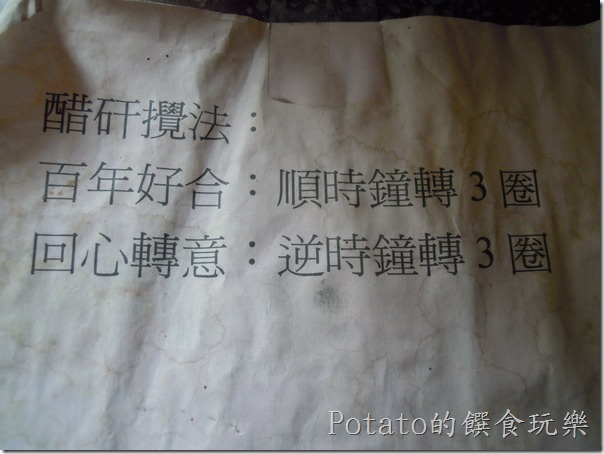 醋矸攪法：
百年好合：順時鐘轉 3 圈
回心轉意：逆時鐘轉 3 圈
Potato的饌食玩樂